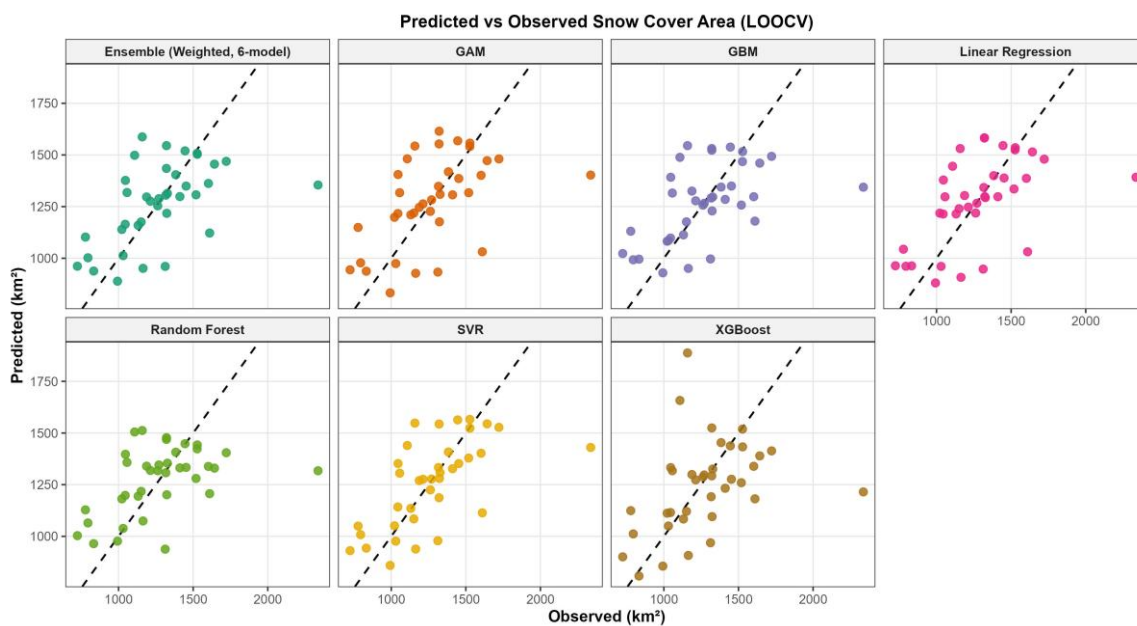 Predicted vs Observed Snow Cover Area (LOOCV)
Ensemble (Weighted, 6-model)
GAM
GBM
Linear Regression
1750
1500
1250
1000
1000 1500 2000
Predicted (km²)
Random Forest
SVR
XGBoost
1750
1500
1250
1000
1000 1500 2000
1000 1500 2000
1000 1500 2000
Observed (km²)